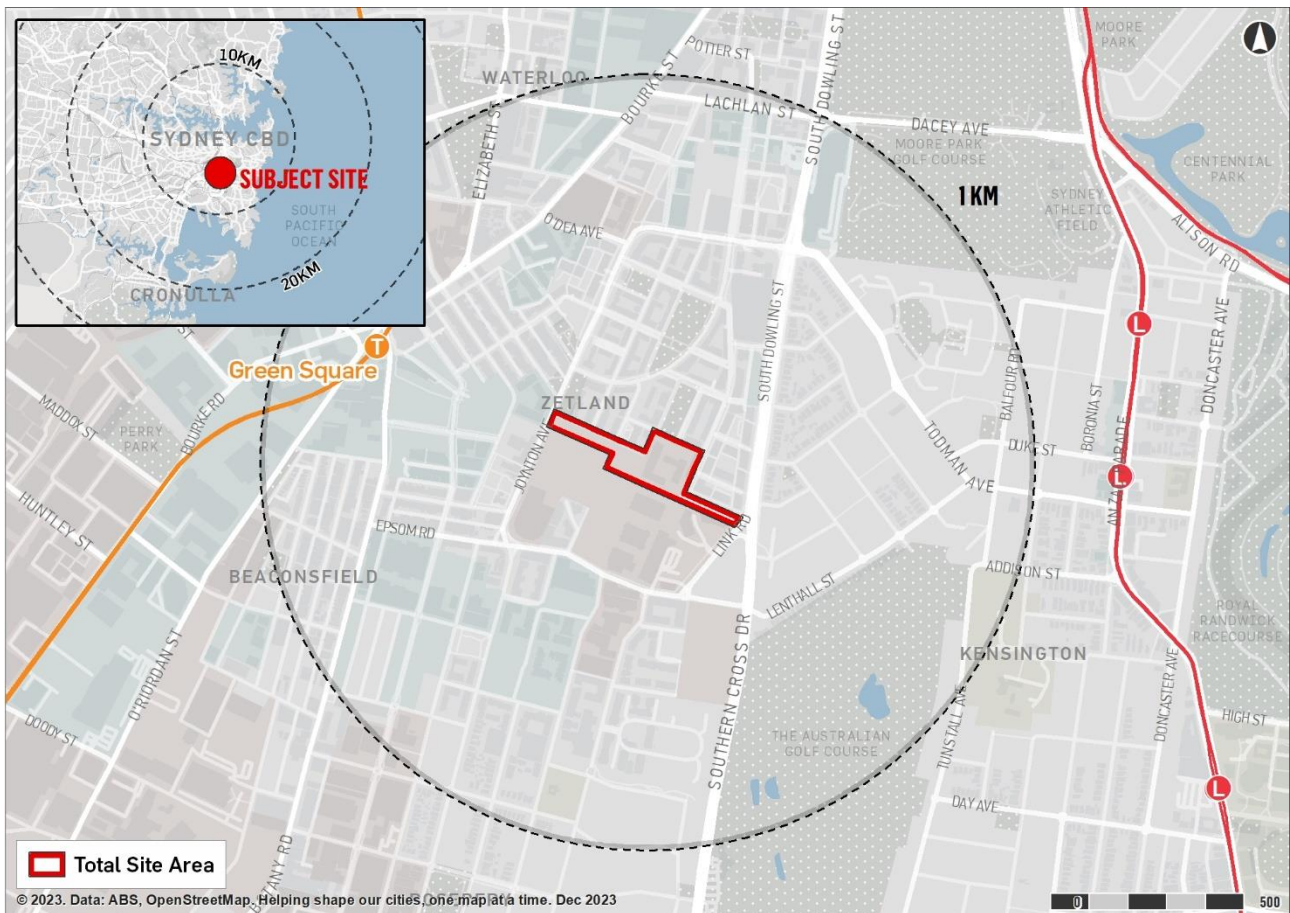 10KM
SYDNEY CBD
SUBJECT SITE
SOUTH
PACIFIC
OCEAN
20KM
CRONULLA
WATERLOO
POTTER ST
BOURKE ST
LACHLAN ST
SOUTH DOWLING ST
DACEY AVE
MOORE
PARK
MOORE PARK
GOLF COURSE
CENTENNIAL
PARK
ELIZABETH ST
1 KM
SYDNEY
ATHLETIC
FIELD
ALISON RD
O'DEA AVE
T
Green Square
L
DONCASTER AVE
SOUTH DOWLING ST
BALFOUR RD
BORONIA ST
ANZAC PARADE
MADDOX ST
PERRY
PARK
BOURKE RD
ZETLAND
JOYNTON AVE
TODMAN AVE
DUKE ST
L
HUNTLEY ST
EPSOM RD
LINK RD
BEACONSFIELD
LENTHALL ST
ADDISON ST
ROYAL
RANDWICK
RACECOURSE
O'RIORDAN ST
SOUTHERN CROSS DR
KENSINGTON
DOODY ST
TUNSTALL AVE
DONCASTER AVE
HIGH ST
THE AUSTRALIAN
GOLF COURSE
DAY AVE
L
Total Site Area
© 2023. Data: ABS, OpenStreetMap. Helping shape our cities, one map at a time. Dec 2023
0 500